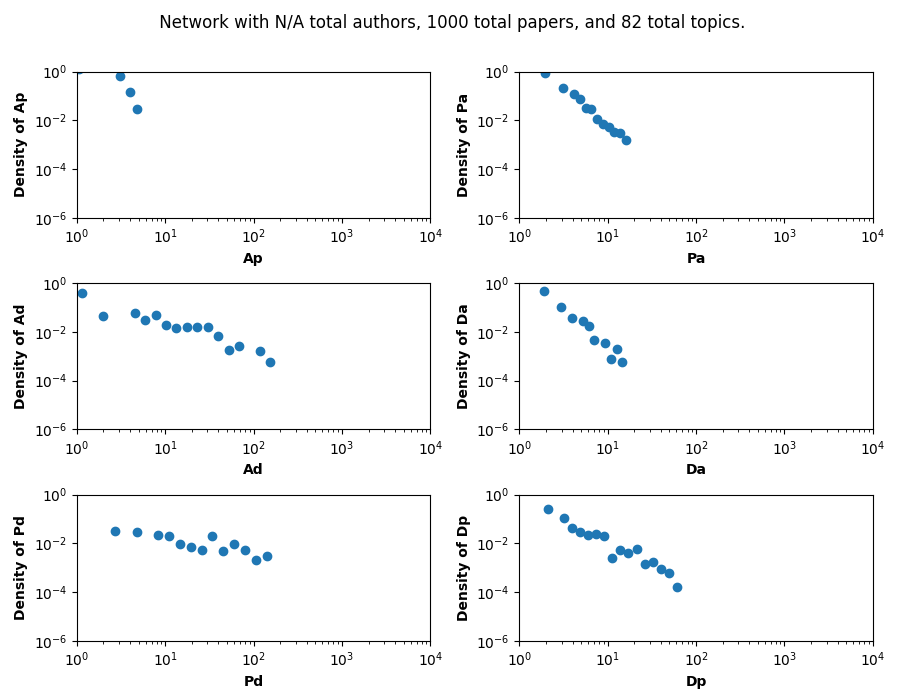 Network with N/A total authors, 1000 total papers, and 82 total topics.
Density of Ap
10^0
10^-2
10^-4
10^-6
10^0 10^1 10^2 10^3 10^4
Ap
Density of Pa
10^0
10^-2
10^-4
10^-6
10^0 10^1 10^2 10^3 10^4
Pa
Density of Ad
10^0
10^-2
10^-4
10^-6
10^0 10^1 10^2 10^3 10^4
Ad
Density of Da
10^0
10^-2
10^-4
10^-6
10^0 10^1 10^2 10^3 10^4
Da
Density of Pd
10^0
10^-2
10^-4
10^-6
10^0 10^1 10^2 10^3 10^4
Pd
Density of Dp
10^0
10^-2
10^-4
10^-6
10^0 10^1 10^2 10^3 10^4
Dp